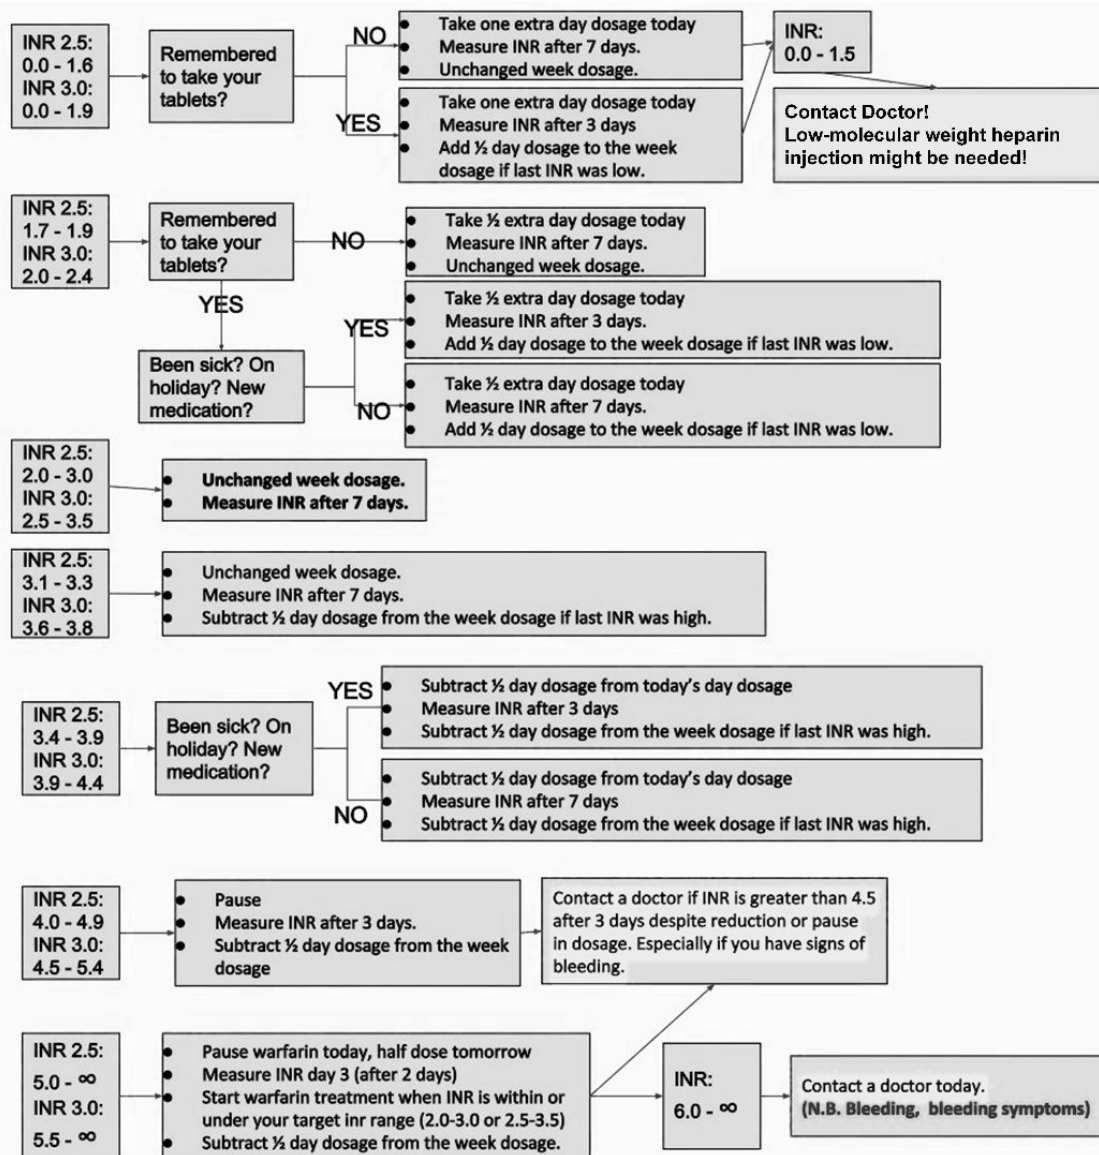 INR 2.5:
0.0 - 1.6
INR 3.0:
0.0 - 1.9
Remembered
to take your
tablets?
NO
Take one extra day dosage today
Measure INR after 7 days.
Unchanged week dosage.
YES
Take one extra day dosage today
Measure INR after 3 days
Add ½ day dosage to the week
dosage if last INR was low.
INR:
0.0 - 1.5
Contact Doctor!
Low-molecular weight heparin
injection might be needed!
INR 2.5:
1.7 - 1.9
INR 3.0:
2.0 - 2.4
Remembered
to take your
tablets?
NO
Take ½ extra day dosage today
Measure INR after 7 days.
Unchanged week dosage.
YES
Been sick? On
holiday? New
medication?
YES
Take ½ extra day dosage today
Measure INR after 3 days.
Add ½ day dosage to the week dosage if last INR was low.
NO
Take ½ extra day dosage today
Measure INR after 7 days.
Add ½ day dosage to the week dosage if last INR was low.
INR 2.5:
2.0 - 3.0
INR 3.0:
2.5 - 3.5
Unchanged week dosage.
Measure INR after 7 days.
INR 2.5:
3.1 - 3.3
INR 3.0:
3.6 - 3.8
Unchanged week dosage.
Measure INR after 7 days.
Subtract ½ day dosage from the week dosage if last INR was high.
INR 2.5:
3.4 - 3.9
INR 3.0:
3.9 - 4.4
Been sick? On
holiday? New
medication?
YES
Subtract ½ day dosage from today's day dosage
Measure INR after 3 days
Subtract ½ day dosage from the week dosage if last INR was high.
NO
Subtract ½ day dosage from today's day dosage
Measure INR after 7 days
Subtract ½ day dosage from the week dosage if last INR was high.
INR 2.5:
4.0 - 4.9
INR 3.0:
4.5 - 5.4
Pause
Measure INR after 3 days.
Subtract ½ day dosage from the week
dosage
Contact a doctor if INR is greater than 4.5
after 3 days despite reduction or pause
in dosage. Especially if you have signs of
bleeding.
INR 2.5:
5.0 - ∞
INR 3.0:
5.5 - ∞
Pause warfarin today, half dose tomorrow
Measure INR day 3 (after 2 days)
Start warfarin treatment when INR is within or
under your target inr range (2.0-3.0 or 2.5-3.5)
Subtract ½ day dosage from the week dosage.
INR:
6.0 - ∞
Contact a doctor today.
(N.B. Bleeding, bleeding symptoms)